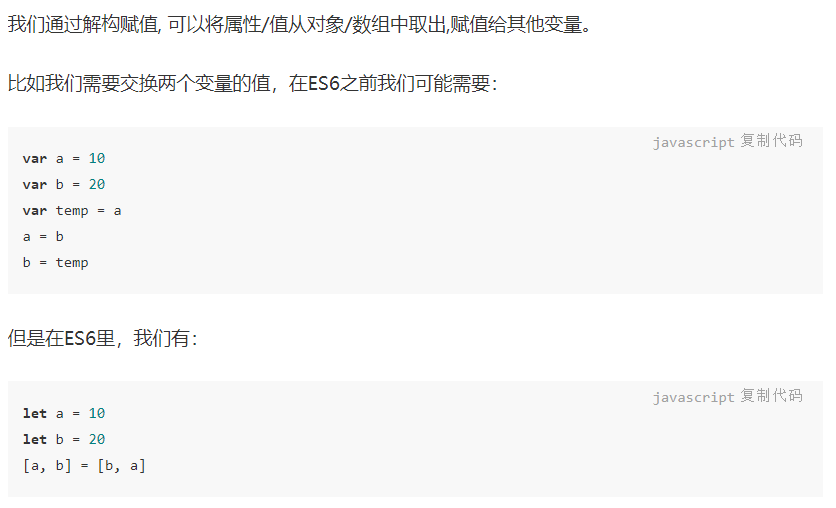 我们通过解构赋值, 可以将属性/值从对象/数组中取出,赋值给其他变量。
比如我们需要交换两个变量的值，在ES6之前我们可能需要：
javascript 复制代码
var a = 10
var b = 20
var temp = a
a = b
b = temp
但是在ES6里，我们有：
javascript 复制代码
let a = 10
let b = 20
[a, b] = [b, a]